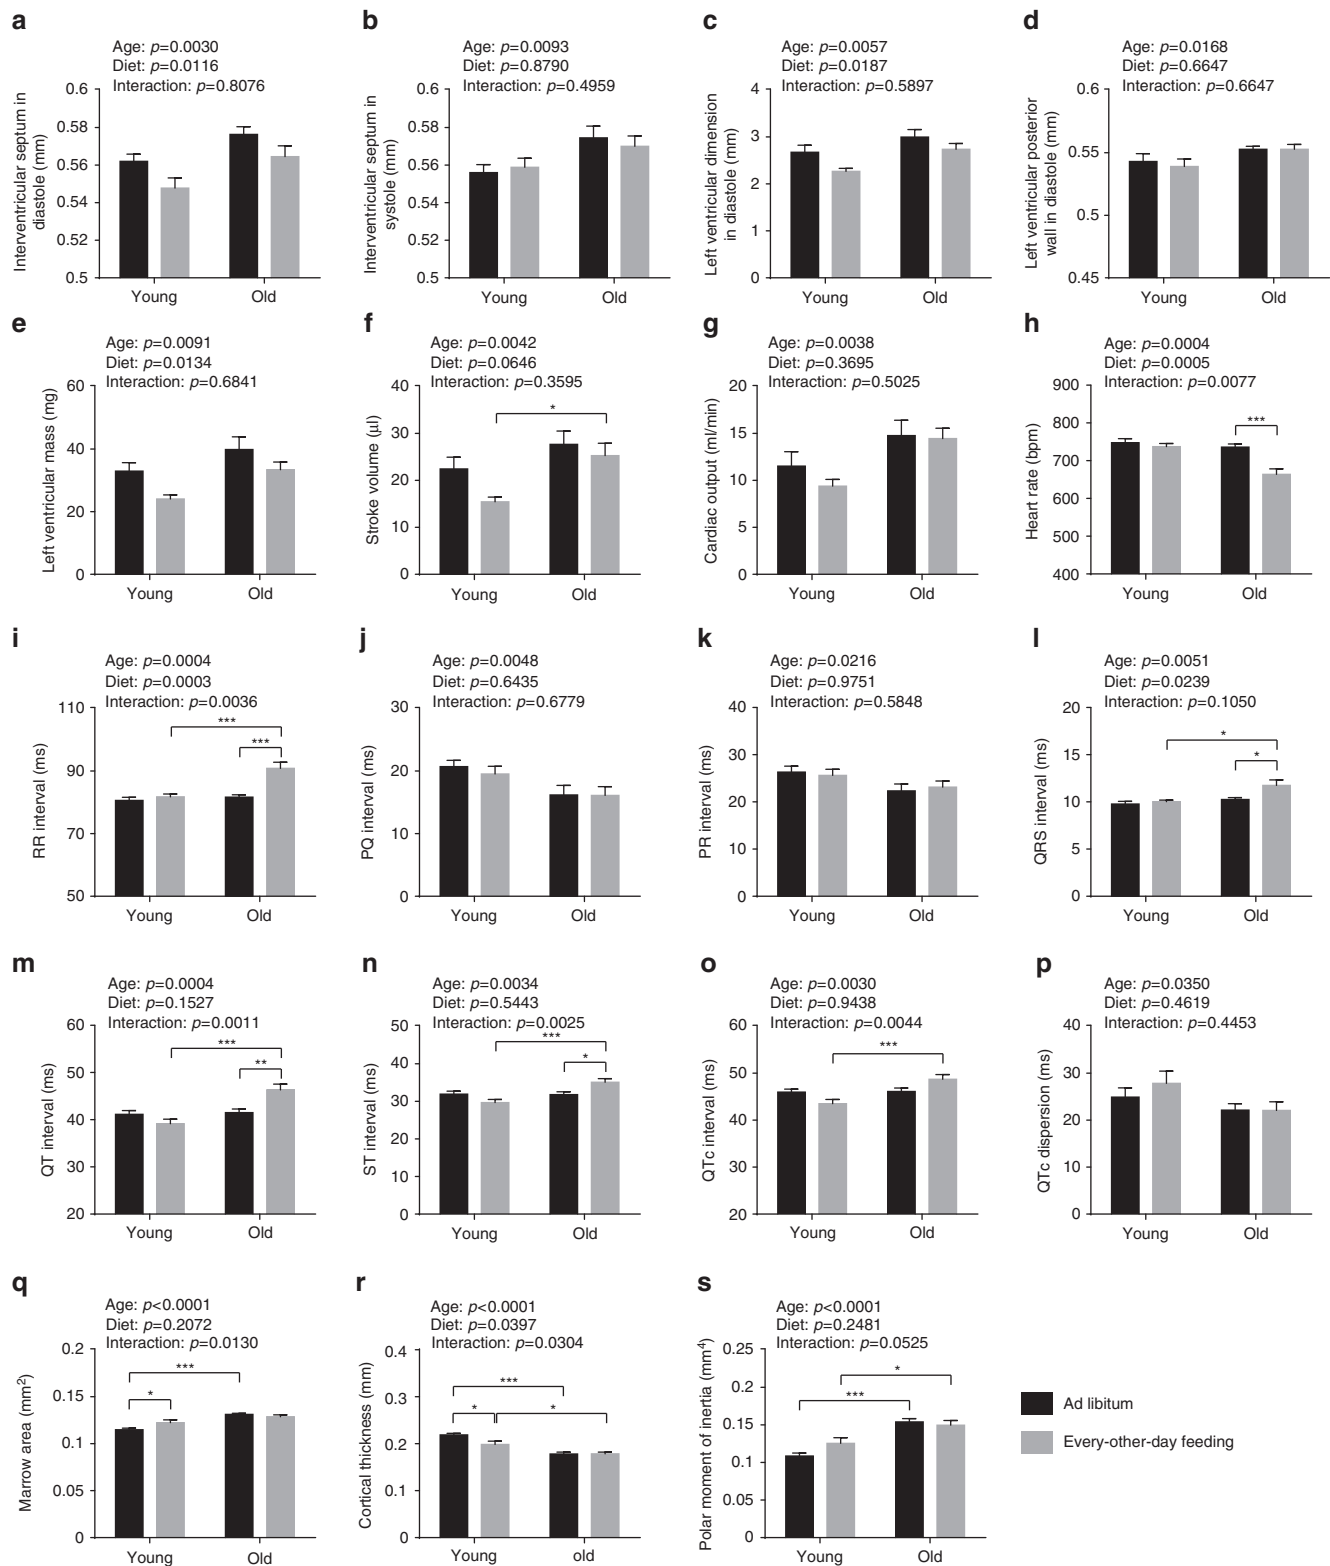 a
Age: p=0.0030
Diet: p=0.0116
Interaction: p=0.8076
Interventricular septum in
diastole (mm)
0.6
0.58
0.56
0.54
0.52
0.5
Young
Old
b
Age: p=0.0093
Diet: p=0.8790
Interaction: p=0.4959
Interventricular septum in
systole (mm)
0.6
0.58
0.56
0.54
0.52
0.5
Young
Old
c
Age: p=0.0057
Diet: p=0.0187
Interaction: p=0.5897
Left ventricular dimension
in diastole (mm)
4
3
2
1
0
Young
Old
d
Age: p=0.0168
Diet: p=0.6647
Interaction: p=0.6647
Left ventricular posterior
wall in diastole (mm)
0.6
0.55
0.5
0.45
Young
Old
e
Age: p=0.0091
Diet: p=0.0134
Interaction: p=0.6841
Left ventricular mass (mg)
60
40
20
0
Young
Old
f
Age: p=0.0042
Diet: p=0.0646
Interaction: p=0.3595
Stroke volume (µl)
40
30
20
10
0
*
Young
Old
g
Age: p=0.0038
Diet: p=0.3695
Interaction: p=0.5025
Cardiac output (ml/min)
20
15
10
5
0
Young
Old
h
Age: p=0.0004
Diet: p=0.0005
Interaction: p=0.0077
Heart rate (bpm)
900
800
700
600
500
400
***
Young
Old
i
Age: p=0.0004
Diet: p=0.0003
Interaction: p=0.0036
RR interval (ms)
110
90
70
50
***
***
Young
Old
j
Age: p=0.0048
Diet: p=0.6435
Interaction: p=0.6779
PQ interval (ms)
30
20
10
0
Young
Old
k
Age: p=0.0216
Diet: p=0.9751
Interaction: p=0.5848
PR interval (ms)
40
30
20
10
0
Young
Old
l
Age: p=0.0051
Diet: p=0.0239
Interaction: p=0.1050
QRS interval (ms)
20
15
10
5
0
*
*
Young
Old
m
Age: p=0.0004
Diet: p=0.1527
Interaction: p=0.0011
QT interval (ms)
60
50
40
30
20
***
**
Young
Old
n
Age: p=0.0034
Diet: p=0.5443
Interaction: p=0.0025
ST interval (ms)
50
40
30
20
10
0
***
*
Young
Old
o
Age: p=0.0030
Diet: p=0.9438
Interaction: p=0.0044
QTc interval (ms)
60
50
40
30
20
***
Young
Old
p
Age: p=0.0350
Diet: p=0.4619
Interaction: p=0.4453
QTc dispersion (ms)
40
30
20
10
0
Young
Old
q
Age: p<0.0001
Diet: p=0.2072
Interaction: p=0.0130
Marrow area (mm²)
0.2
0.15
0.1
0.05
0
***
*
Young
Old
r
Age: p<0.0001
Diet: p=0.0397
Interaction: p=0.0304
Cortical thickness (mm)
0.4
0.3
0.2
0.1
0
***
*
*
Young
old
s
Age: p<0.0001
Diet: p=0.2481
Interaction: p=0.0525
Polar moment of inertia (mm⁴)
0.25
0.2
0.15
0.1
0.05
0
*
***
Young
Old
Ad libitum
Every-other-day feeding